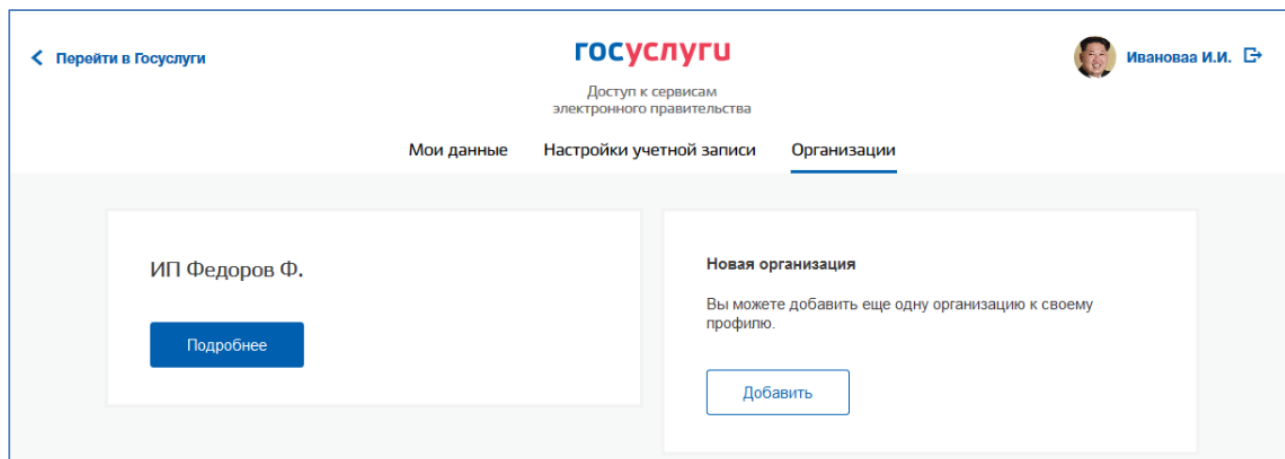 Перейти в Госуслуги
госуслуги
Ивановаа И.И.
Доступ к сервисам
электронного правительства
Мои данные Настройки учетной записи Организации
ИП Федоров Ф.
Подробнее
Новая организация
Вы можете добавить еще одну организацию к своему
профилю.
Добавить